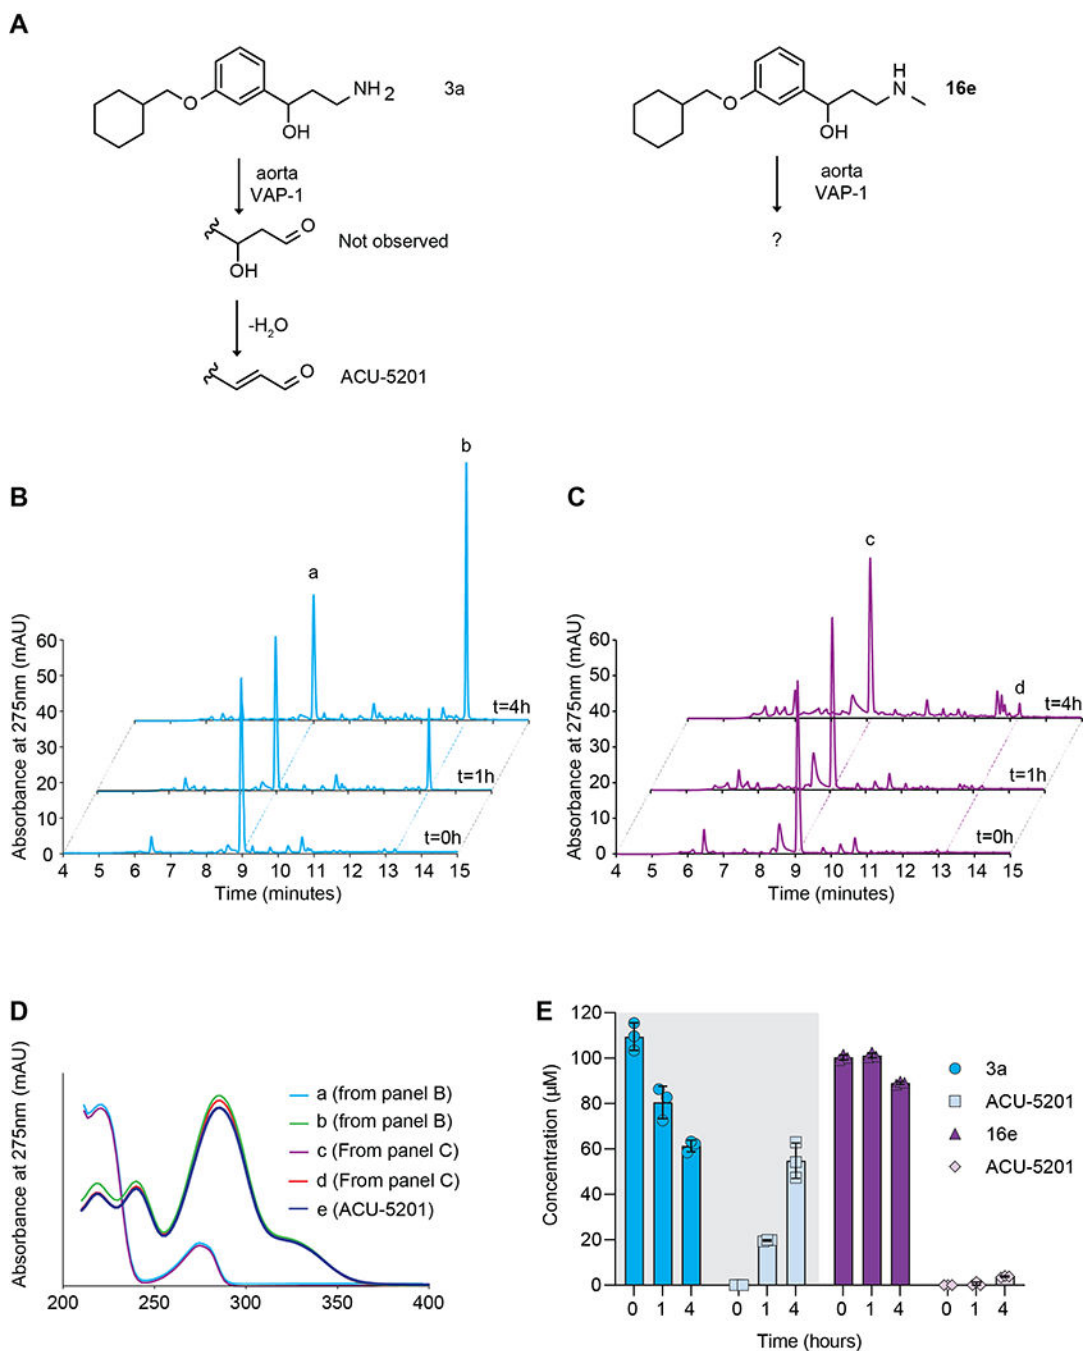 A
NH2 3a
O
OH
aorta
VAP-1
O
OH
Not observed
-H2O
O
ACU-5201
H
N
16e
O
OH
aorta
VAP-1
?
B
Absorbance at 275nm (mAU)
60
50
40
30
20
10
0
a
b
t=4h
t=1h
t=0h
4 5 6 7 8 9 10 11 12 13 14 15
Time (minutes)
C
Absorbance at 275nm (mAU)
60
50
40
30
20
10
0
c
d
t=4h
t=1h
t=0h
4 5 6 7 8 9 10 11 12 13 14 15
Time (minutes)
D
Absorbance at 275nm (mAU)
a (from panel B)
b (from panel B)
c (From panel C)
d (From panel C)
e (ACU-5201)
200 250 300 350 400
E
Concentration (µM)
120
100
80
60
40
20
0
0 1 4 0 1 4 0 1 4 0 1 4
Time (hours)
3a
ACU-5201
16e
ACU-5201